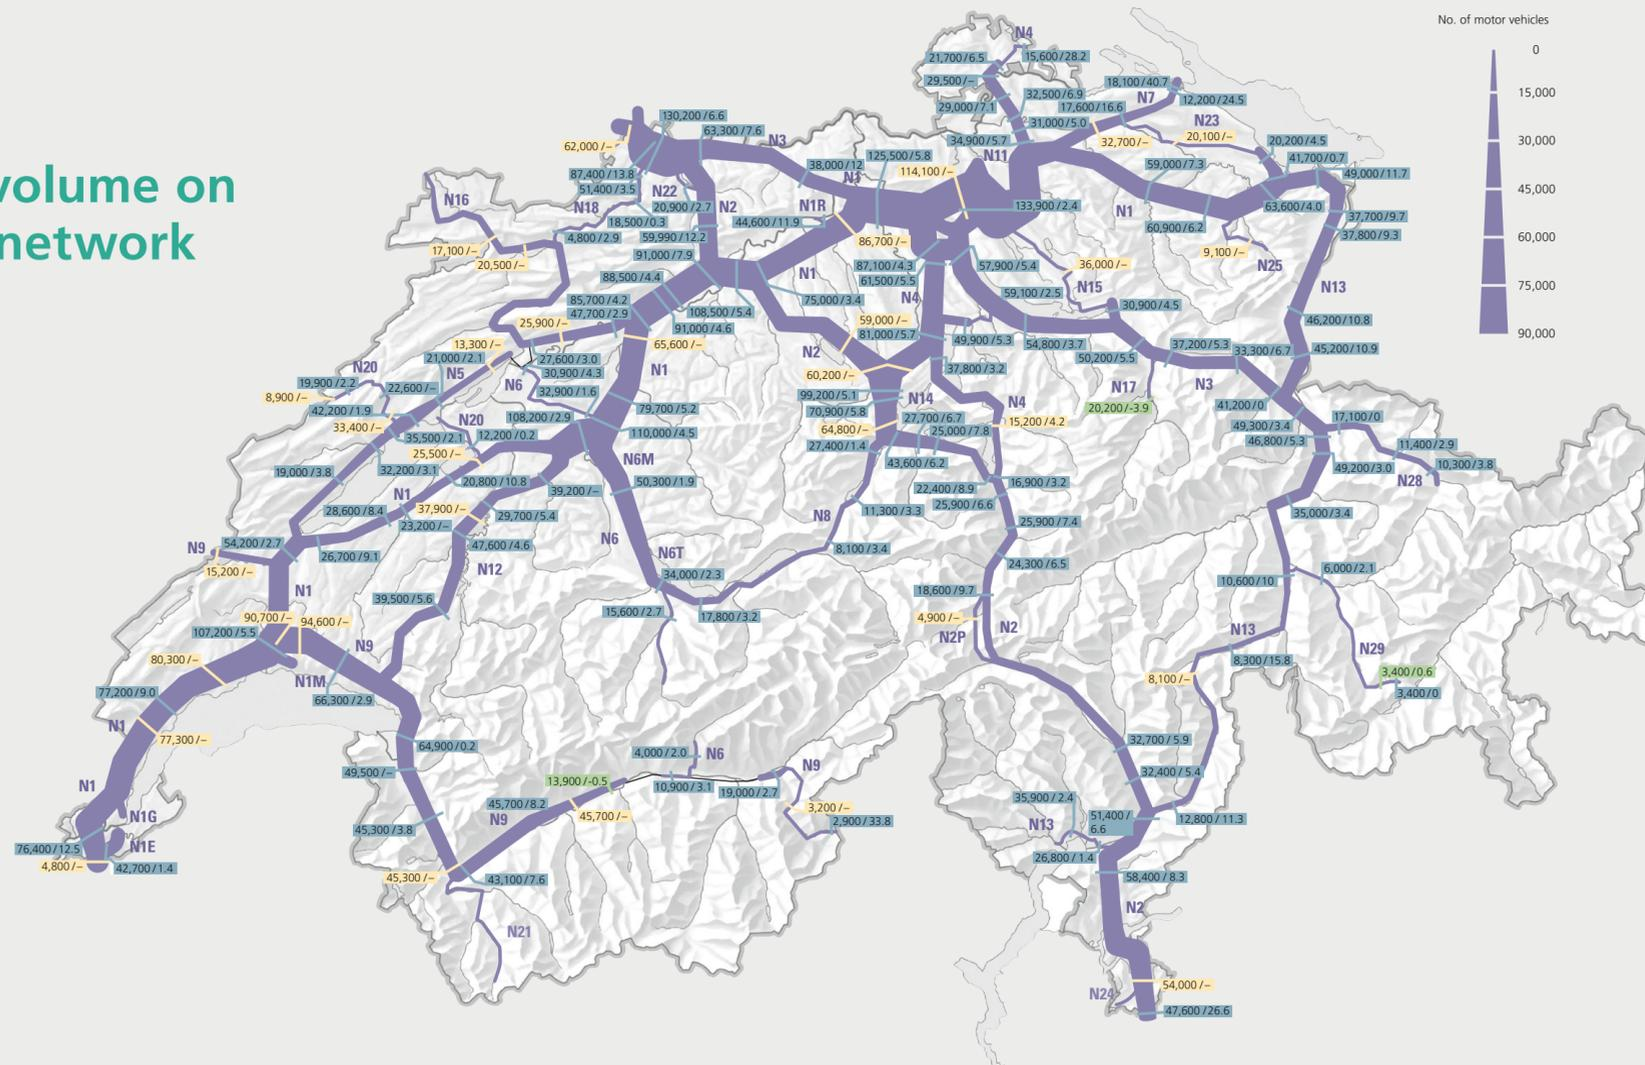 volume on
network
No. of motor vehicles
0
15,000
30,000
45,000
60,000
75,000
90,000
N4
21,700 / 6.5
15,600 / 28.2
29,500 / –
18,100 / 40.7
32,500 / 6.9
N7
12,200 / 24.5
29,000 / 7.1
17,600 / 16.6
130,200 / 6.6
31,000 / 5.0
N23
63,300 / 7.6
20,100 / –
N3
34,900 / 5.7
32,700 / –
20,200 / 4.5
62,000 / –
125,500 / 5.8
N11
41,700 / 0.7
38,000 / 12
59,000 / 7.3
87,400 / 13.8
N1
114,100 / –
49,000 / 11.7
51,400 / 3.5
N22
N16
N18
20,900 / 2.7
N2
N1R
133,900 / 2.4
N1
63,600 / 4.0
37,700 / 9.7
18,500 / 0.3
44,600 / 11.9
60,900 / 6.2
37,800 / 9.3
4,800 / 2.9
59,990 / 12.2
86,700 / –
17,100 / –
91,000 / 7.9
9,100 / –
20,500 / –
87,100 / 4.3
57,900 / 5.4
36,000 / –
N25
88,500 / 4.4
N1
61,500 / 5.5
N15
N13
85,700 / 4.2
75,000 / 3.4
N4
59,100 / 2.5
30,900 / 4.5
47,700 / 2.9
108,500 / 5.4
25,900 / –
59,000 / –
46,200 / 10.8
91,000 / 4.6
81,000 / 5.7
49,900 / 5.3
13,300 / –
65,600 / –
54,800 / 3.7
37,200 / 5.3
21,000 / 2.1
27,600 / 3.0
N2
50,200 / 5.5
33,300 / 6.7
45,200 / 10.9
N20
N5
30,900 / 4.3
N1
60,200 / –
37,800 / 3.2
19,900 / 2.2
22,600 / –
N6
32,900 / 1.6
N17
N3
8,900 / –
99,200 / 5.1
N14
N4
20,200 / -3.9
41,200 / 0
42,200 / 1.9
79,700 / 5.2
70,900 / 5.8
N20
108,200 / 2.9
27,700 / 6.7
15,200 / 4.2
17,100 / 0
33,400 / –
64,800 / –
25,000 / 7.8
49,300 / 3.4
35,500 / 2.1
12,200 / 0.2
110,000 / 4.5
27,400 / 1.4
46,800 / 5.3
11,400 / 2.9
25,500 / –
N6M
43,600 / 6.2
10,300 / 3.8
19,000 / 3.8
32,200 / 3.1
49,200 / 3.0
N28
20,800 / 10.8
50,300 / 1.9
16,900 / 3.2
N1
39,200 / –
22,400 / 8.9
28,600 / 8.4
37,900 / –
25,900 / 6.6
11,300 / 3.3
35,000 / 3.4
29,700 / 5.4
N8
23,200 / –
25,900 / 7.4
N9
54,200 / 2.7
47,600 / 4.6
N6
8,100 / 3.4
26,700 / 9.1
N6T
24,300 / 6.5
15,200 / –
N12
34,000 / 2.3
6,000 / 2.1
10,600 / 10
N1
39,500 / 5.6
18,600 / 9.7
15,600 / 2.7
17,800 / 3.2
90,700 / –
94,600 / –
4,900 / –
107,200 / 5.5
N2P
N2
N13
N9
N29
80,300 / –
8,300 / 15.8
N1M
8,100 / –
3,400 / 0.6
77,200 / 9.0
66,300 / 2.9
3,400 / 0
N1
77,300 / –
64,900 / 0.2
32,700 / 5.9
4,000 / 2.0
N6
N9
49,500 / –
32,400 / 5.4
13,900 / -0.5
N1
10,900 / 3.1
19,000 / 2.7
35,900 / 2.4
45,700 / 8.2
3,200 / –
N1G
N9
45,700 / –
51,400 /
6.6
12,800 / 11.3
45,300 / 3.8
2,900 / 33.8
N13
N1E
76,400 / 12.5
26,800 / 1.4
4,800 / –
42,700 / 1.4
45,300 / –
43,100 / 7.6
58,400 / 8.3
N2
N21
54,000 / –
N24
47,600 / 26.6